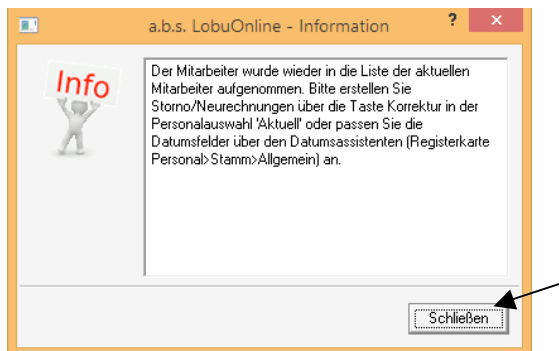 a.b.s. LobuOnline - Information
?
Info
Der Mitarbeiter wurde wieder in die Liste der aktuellen
Mitarbeiter aufgenommen. Bitte erstellen Sie
Storno/Neurechnungen über die Taste Korrektur in der
Personalauswahl 'Aktuell' oder passen Sie die
Datumsfelder über den Datumsassistenten (Registerkarte
Personal>Stamm>Allgemein) an.
Schließen